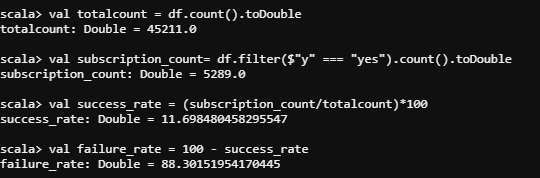 scala> val totalcount = df.count().toDouble
totalcount: Double = 45211.0
scala> val subscription_count= df.filter($"y" === "yes").count().toDouble
subscription_count: Double = 5289.0
scala> val success_rate = (subscription_count/totalcount)*100
success_rate: Double = 11.698480458295547
scala> val failure_rate = 100 - success_rate
failure_rate: Double = 88.30151954170445